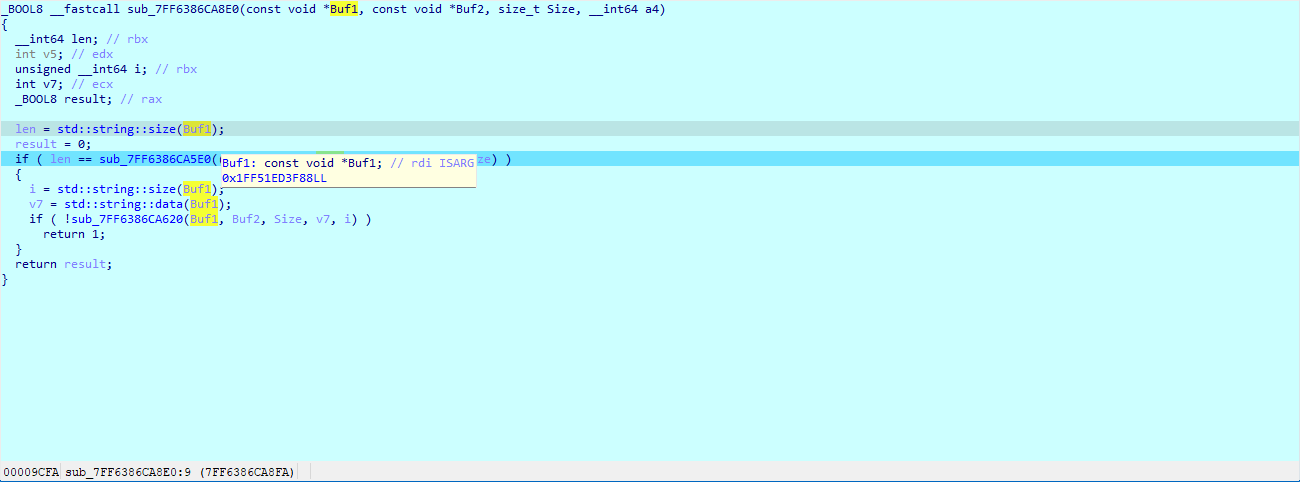 _BOOL8 __fastcall sub_7FF6386CA8E0(const void *Buf1, const void *Buf2, size_t Size, __int64 a4)
{
  __int64 len; // rbx
  int v5; // edx
  unsigned __int64 i; // rbx
  int v7; // ecx
  _BOOL8 result; // rax

  len = std::string::size(Buf1);
  result = 0;
  if ( len == sub_7FF6386CA5E0( ze) )
Buf1: const void *Buf1; // rdi ISARG
0x1FF51ED3F88LL
  {
    i = std::string::size(Buf1);
    v7 = std::string::data(Buf1);
    if ( !sub_7FF6386CA620(Buf1, Buf2, Size, v7, i) )
      return 1;
  }
  return result;
}
00009CFA sub_7FF6386CA8E0:9 (7FF6386CA8FA)